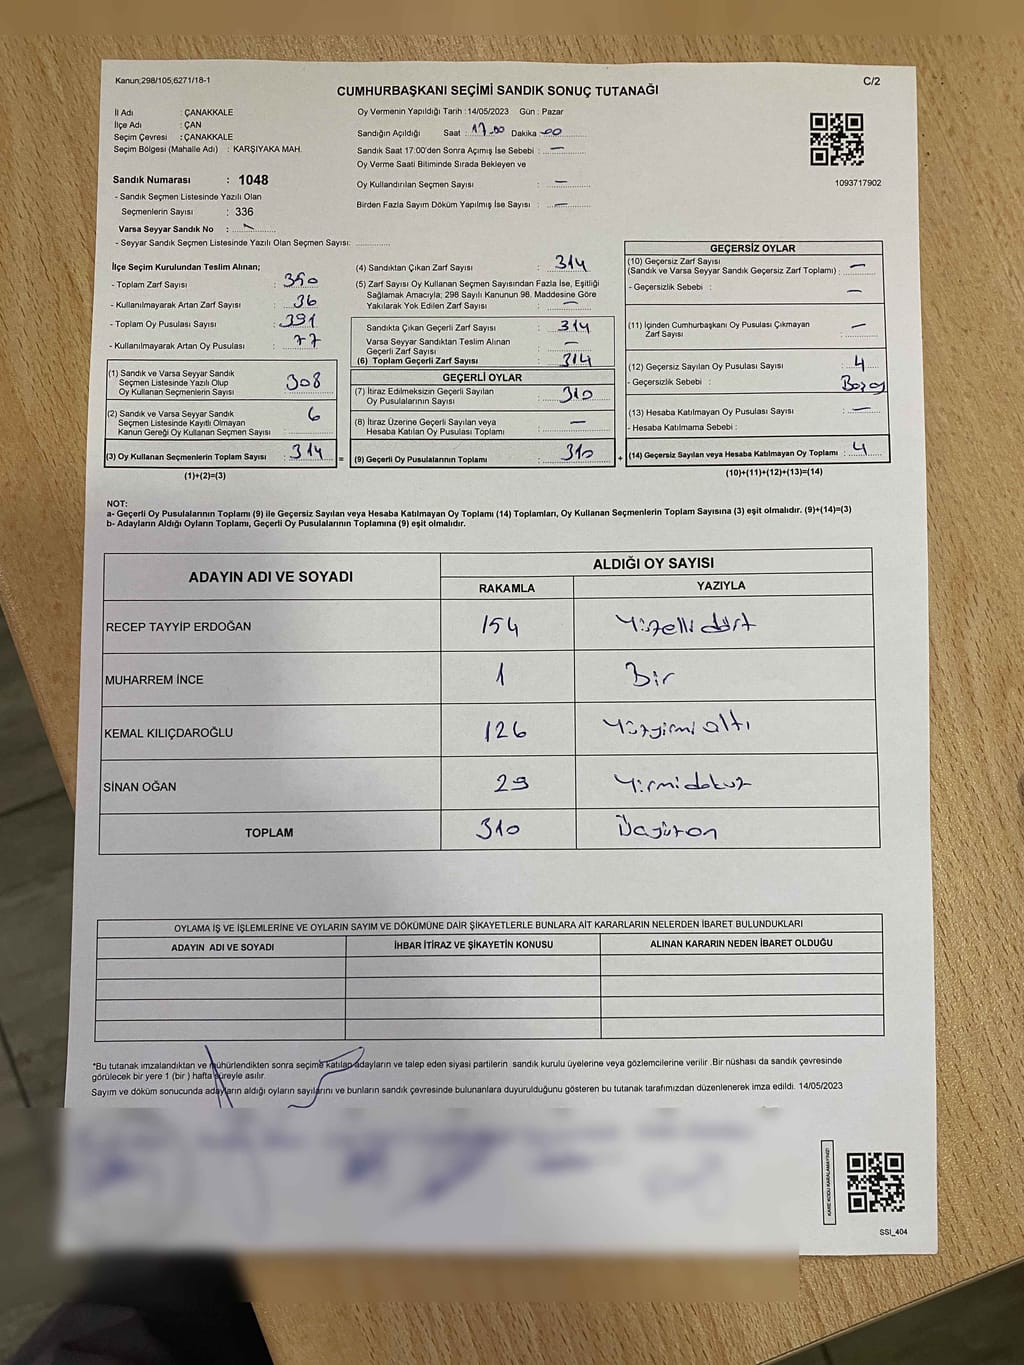 Kanun;298/105,6271/18-1
C/2
CUMHURBAŞKANI SEÇİMİ SANDIK SONUÇ TUTANAĞI
İl Adı : ÇANAKKALE
İlçe Adı : ÇAN
Seçim Çevresi : ÇANAKKALE
Seçim Bölgesi (Mahalle Adı) : KARŞIYAKA MAH.
Sandık Numarası : 1048
- Sandık Seçmen Listesinde Yazılı Olan
Seçmenlerin Sayısı : 336
Varsa Seyyar Sandık No : -
- Seyyar Sandık Seçmen Listesinde Yazılı Olan Seçmen Sayısı: ............
Oy Vermenin Yapıldığı Tarih :14/05/2023 Gün : Pazar
Sandığın Açıldığı Saat : 17.00 Dakika 00
Sandık Saat 17:00'den Sonra Açımış İse Sebebi : —
Oy Verme Saati Bitiminde Sırada Bekleyen ve
Oy Kullandırılan Seçmen Sayısı : —
Birden Fazla Sayım Döküm Yapılmış İse Sayısı : —
1093717902
İlçe Seçim Kurulundan Teslim Alınan;
- Toplam Zarf Sayısı : 350
- Kullanılmayarak Artan Zarf Sayısı : 36
- Toplam Oy Pusulası Sayısı : 391
- Kullanılmayarak Artan Oy Pusulası : 77
(1) Sandık ve Varsa Seyyar Sandık
Seçmen Listesinde Yazılı Olup
Oy Kullanan Seçmenlerin Sayısı : 308
(2) Sandık ve Varsa Seyyar Sandık
Seçmen Listesinde Kayıtlı Olmayan
Kanun Gereği Oy Kullanan Seçmen Sayısı : 6
(3) Oy Kullanan Seçmenlerin Toplam Sayısı : 314 =
(1)+(2)=(3)
(4) Sandıktan Çıkan Zarf Sayısı : 314
(5) Zarf Sayısı Oy Kullanan Seçmen Sayısından Fazla İse, Eşitliği
Sağlamak Amacıyla; 298 Sayılı Kanunun 98. Maddesine Göre
Yakılarak Yok Edilen Zarf Sayısı : —
Sandıkta Çıkan Geçerli Zarf Sayısı : 314
Varsa Seyyar Sandıktan Teslim Alınan
Geçerli Zarf Sayısı : —
(6) Toplam Geçerli Zarf Sayısı : 314
GEÇERLİ OYLAR
(7) İtiraz Edilmeksizin Geçerli Sayılan
Oy Pusulalarının Sayısı : 310
(8) İtiraz Üzerine Geçerli Sayılan veya
Hesaba Katılan Oy Pusulası Toplamı : —
(9) Geçerli Oy Pusulalarının Toplamı : 310 +
GEÇERSİZ OYLAR
(10) Geçersiz Zarf Sayısı
(Sandık ve Varsa Seyyar Sandık Geçersiz Zarf Toplamı) : —
- Geçersizlik Sebebi : —
(11) İçinden Cumhurbaşkanı Oy Pusulası Çıkmayan
Zarf Sayısı : —
(12) Geçersiz Sayılan Oy Pusulası Sayısı : 4
- Geçersizlik Sebebi :
(13) Hesaba Katılmayan Oy Pusulası Sayısı : —
- Hesaba Katılmama Sebebi :
(14) Geçersiz Sayılan veya Hesaba Katılmayan Oy Toplamı : 4
(10)+(11)+(12)+(13)=(14)
NOT:
a- Geçerli Oy Pusulalarının Toplamı (9) ile Geçersiz Sayılan veya Hesaba Katılmayan Oy Toplamı (14) Toplamları, Oy Kullanan Seçmenlerin Toplam Sayısına (3) eşit olmalıdır. (9)+(14)=(3)
b- Adayların Aldığı Oyların Toplamı, Geçerli Oy Pusulalarının Toplamına (9) eşit olmalıdır.
ADAYIN ADI VE SOYADI
ALDIĞI OY SAYISI
RAKAMLA YAZIYLA
RECEP TAYYİP ERDOĞAN 154 Yüzelli dört
MUHARREM İNCE 1 Bir
KEMAL KILIÇDAROĞLU 126 Yüzyirmi altı
SİNAN OĞAN 29 Yirmidokuz
TOPLAM 310 Üçyüzon
OYLAMA İŞ VE İŞLEMLERİNE VE OYLARIN SAYIM VE DÖKÜMÜNE DAİR ŞİKAYETLERLE BUNLARA AİT KARARLARIN NELERDEN İBARET BULUNDUKLARI
ADAYIN ADI VE SOYADI İHBAR İTİRAZ VE ŞİKAYETİN KONUSU ALINAN KARARIN NEDEN İBARET OLDUĞU
*Bu tutanak imzalandıktan ve mühürlendikten sonra seçime katılan adayların ve talep eden siyasi partilerin sandık kurulu üyelerine veya gözlemcilerine verilir .Bir nüshası da sandık çevresinde
görülecek bir yere 1 (bir ) hafta süreyle asılır.
Sayım ve döküm sonucunda adayların aldığı oyların sayılarını ve bunların sandık çevresinde bulunanlara duyurulduğunu gösteren bu tutanak tarafımızdan düzenlenerek imza edildi. 14/05/2023
KARE KODU KARALAMAYINIZ!
SSİ_404